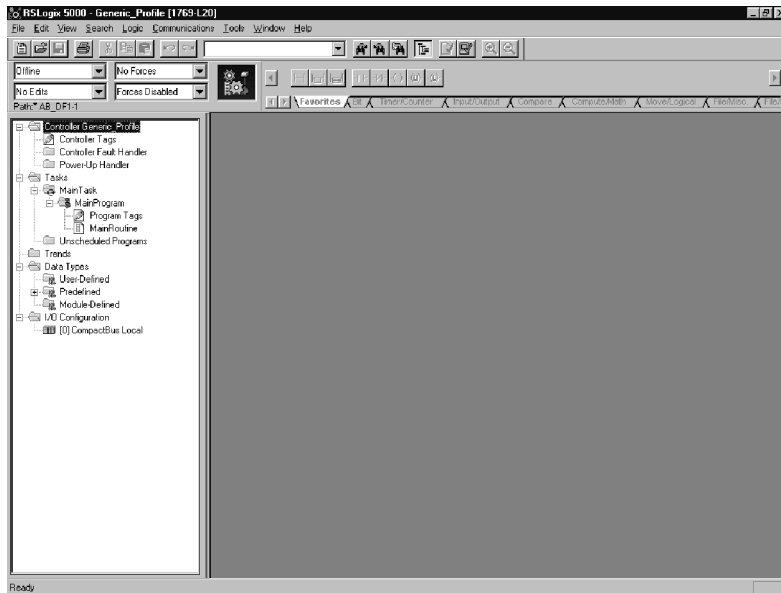 RSLogix 5000 - Generic_Profile [1769-L20]
File Edit View Search Logic Communications Tools Window Help
Offline No Forces
No Edits Forces Disabled
Path: AB_DF1-1
Favorites Bit Timer/Counter Input/Output Compare Compute/Math Move/Logical File/Misc. File/
Controller Generic_Profile
Controller Tags
Controller Fault Handler
Power-Up Handler
Tasks
MainTask
MainProgram
Program Tags
MainRoutine
Unscheduled Programs
Trends
Data Types
User-Defined
Predefined
Module-Defined
I/O Configuration
[0] CompactBus Local
Ready